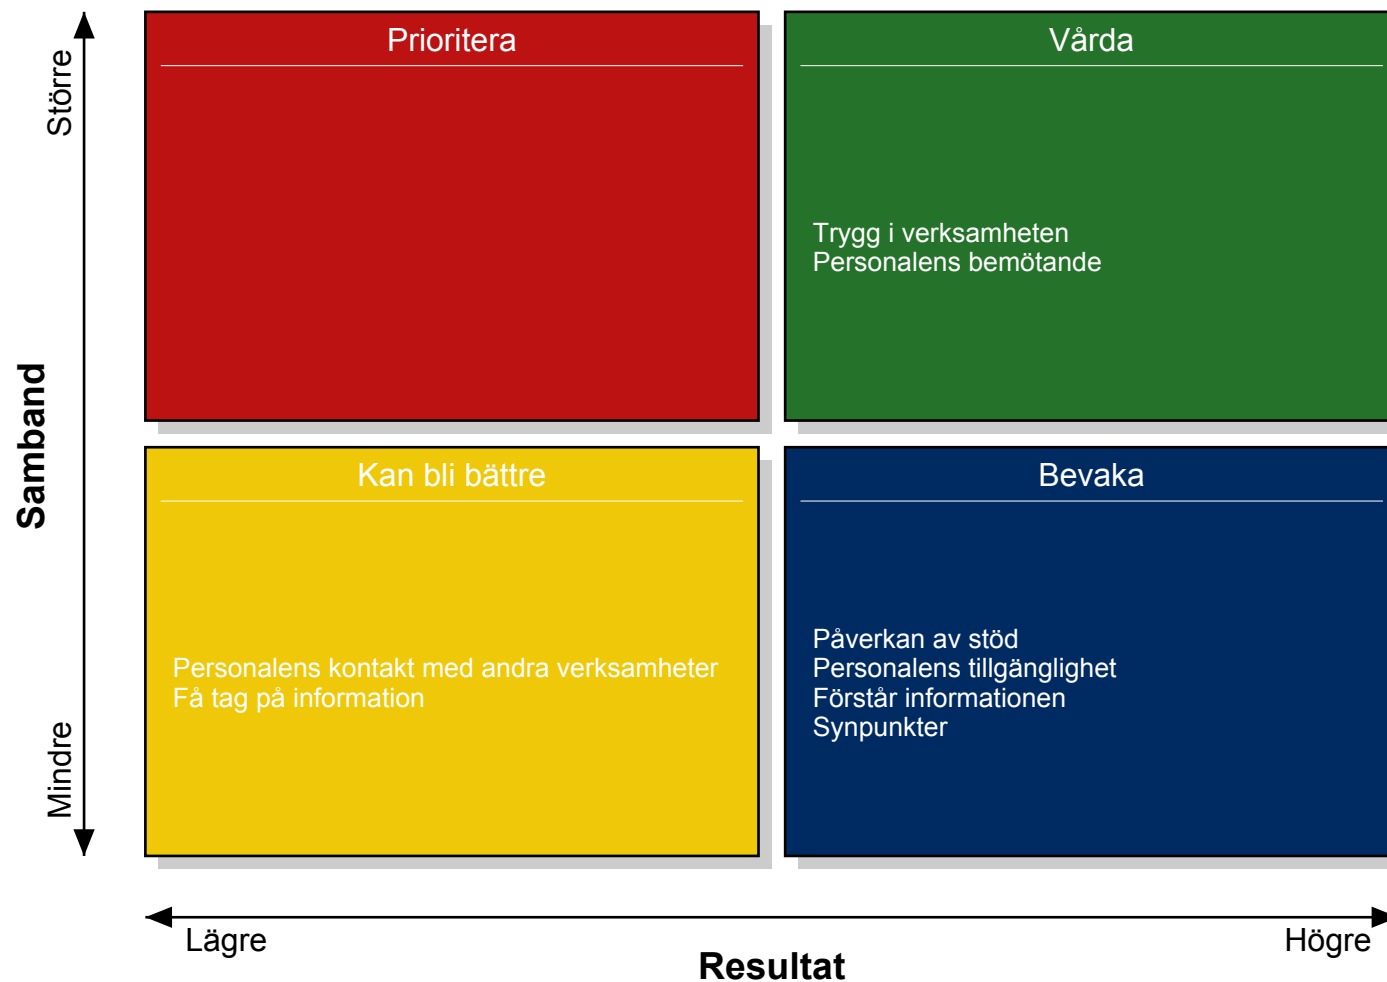 Större
Prioritera
Vårda
Trygg i verksamheten
Personalens bemötande
Samband
Kan bli bättre
Bevaka
Personalens kontakt med andra verksamheter
Få tag på information
Påverkan av stöd
Personalens tillgänglighet
Förstår informationen
Synpunkter
Mindre
Lägre
Högre
Resultat